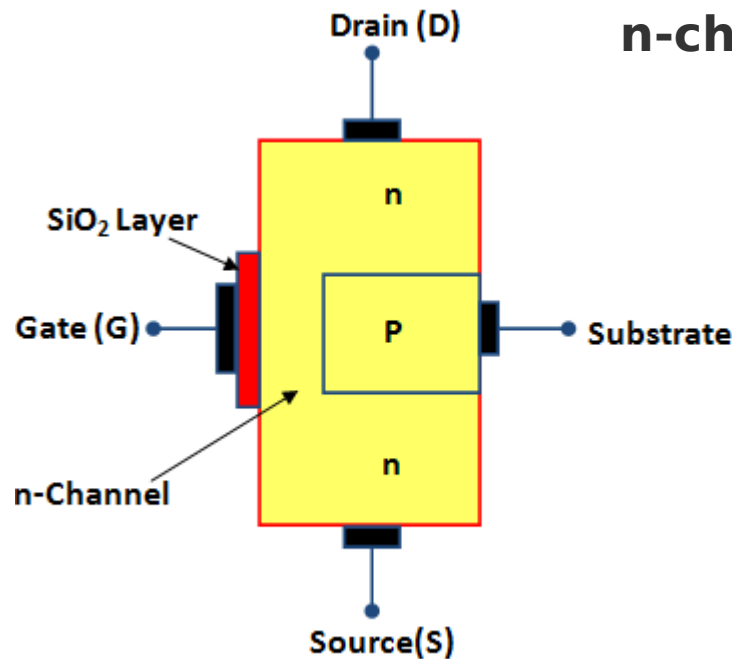 Drain (D)
n-ch
n
SiO₂ Layer
Gate (G)
P
Substrate
n
n-Channel
Source(S)